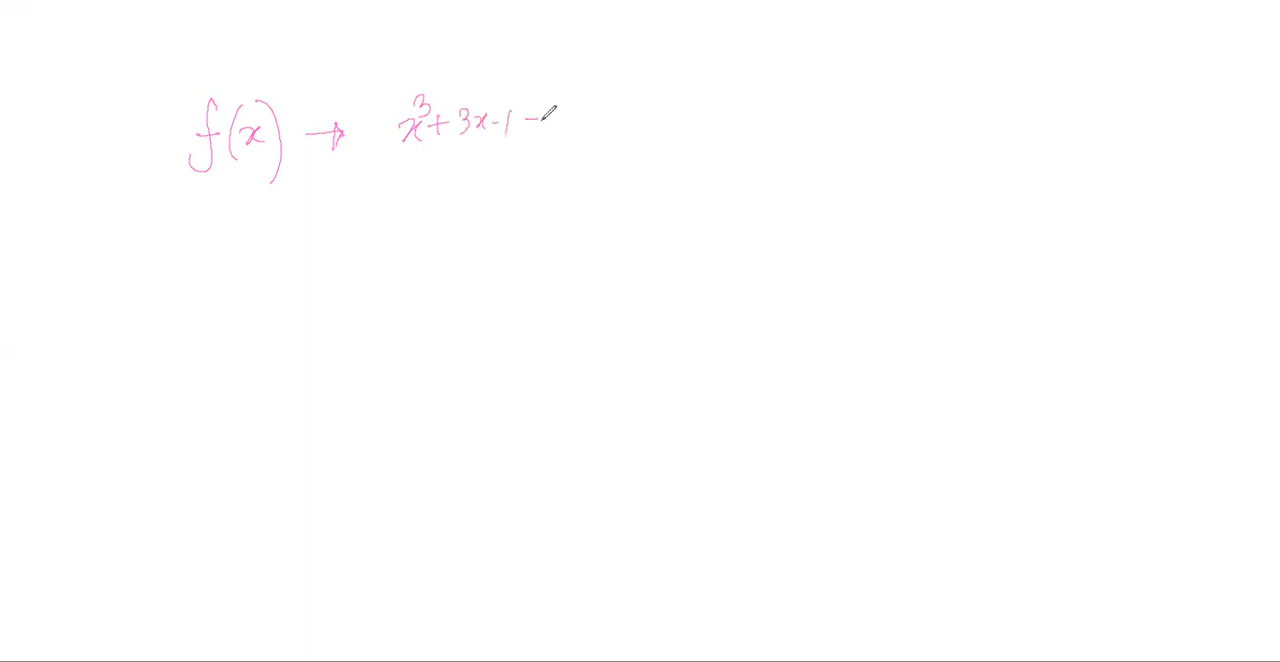 f(x) → x³ + 3x - 1 -